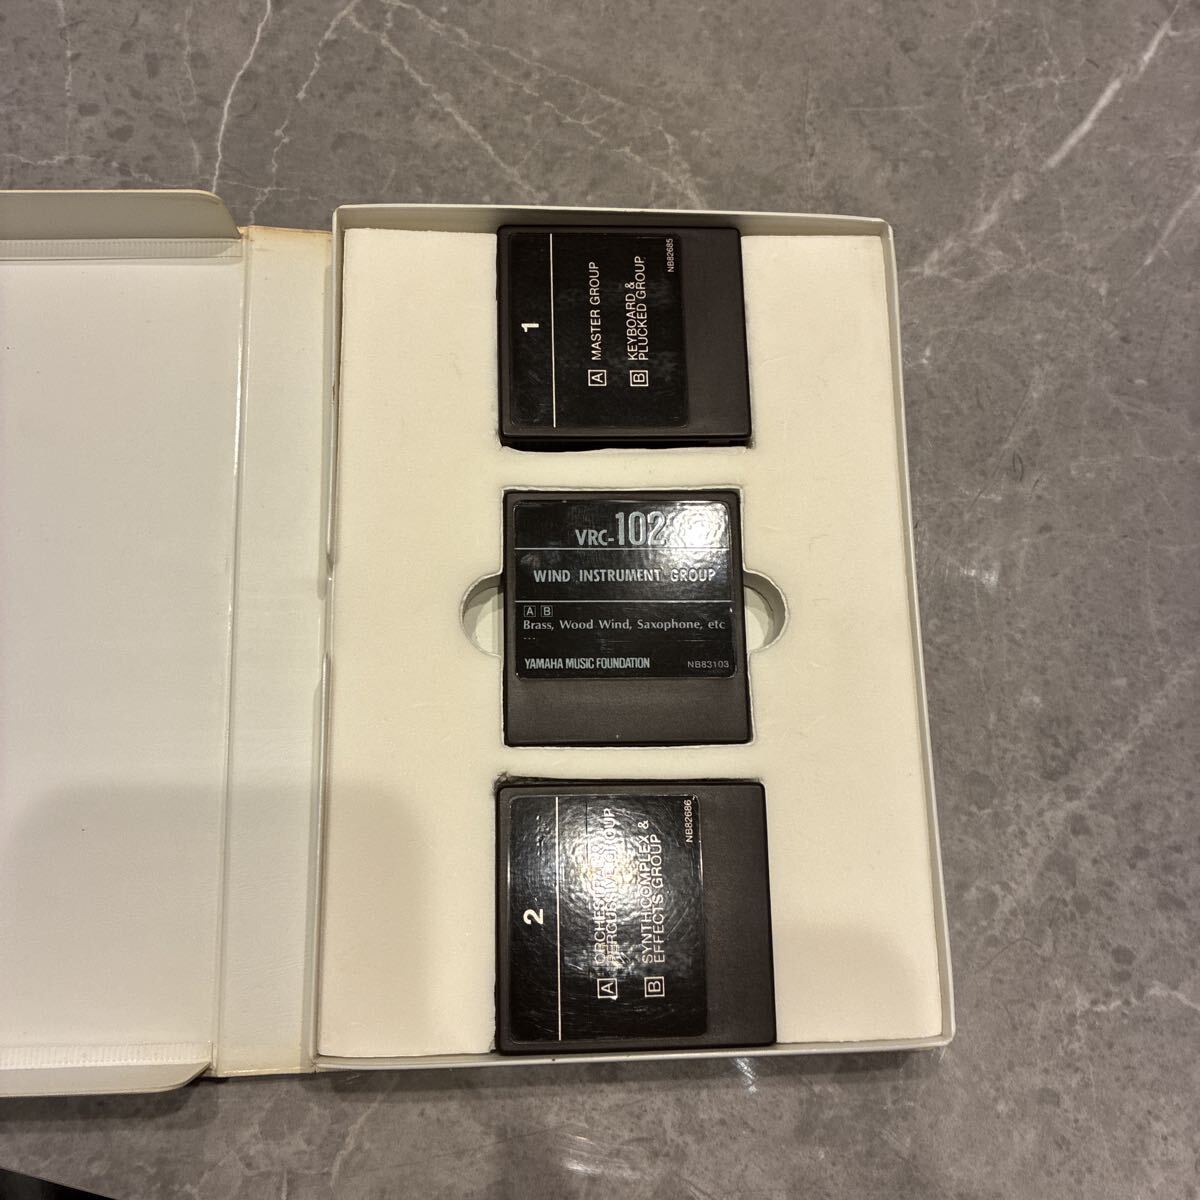 1
A MASTER GROUP
B KEYBOARD &
PLUCKED GROUP
NB82685
VRC-102
WIND INSTRUMENT GROUP
A B
Brass, Wood Wind, Saxophone, etc
...
YAMAHA MUSIC FOUNDATION
NB83103
2
A
PERCUSSIVE GROUP
B SYNTH COMPLEX &
EFFECTS GROUP
NB82686